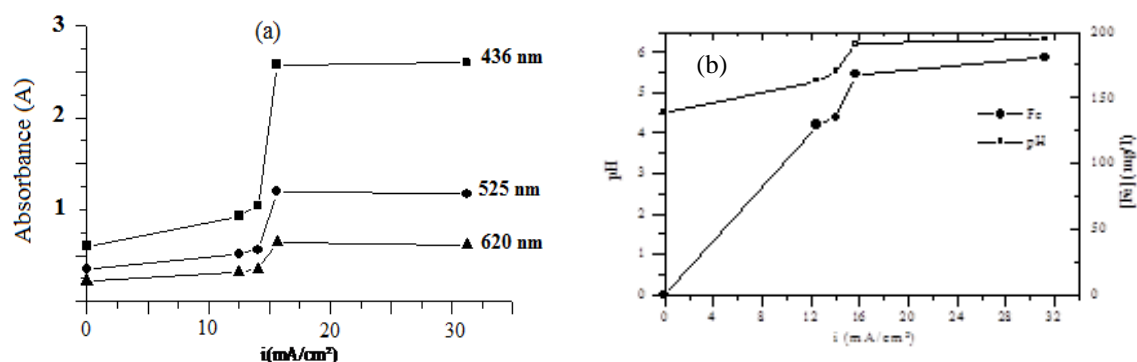 (a)
3
2
1
Absorbance (A)
436 nm
525 nm
620 nm
0 10 20 30
i(mA/cm²)
(b)
6
5
4
3
2
1
0
pH
Fe
pH
200
150
100
50
00
[Fe] (mg/l)
0 4 8 12 16 20 24 28 32
i (mA/cm²)